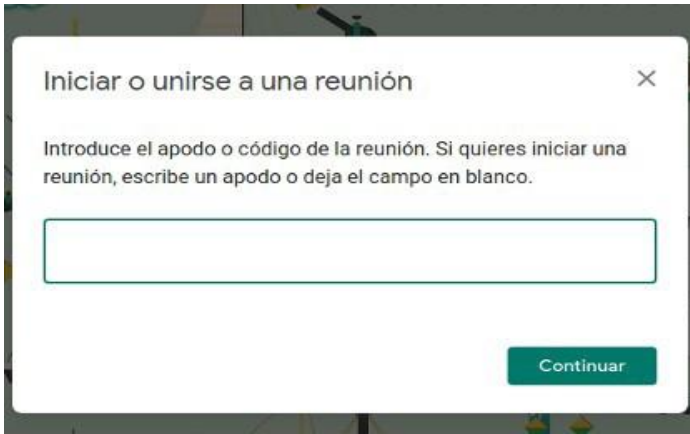 Iniciar o unirse a una reunión
Introduce el apodo o código de la reunión. Si quieres iniciar una
reunión, escribe un apodo o deja el campo en blanco.
Continuar